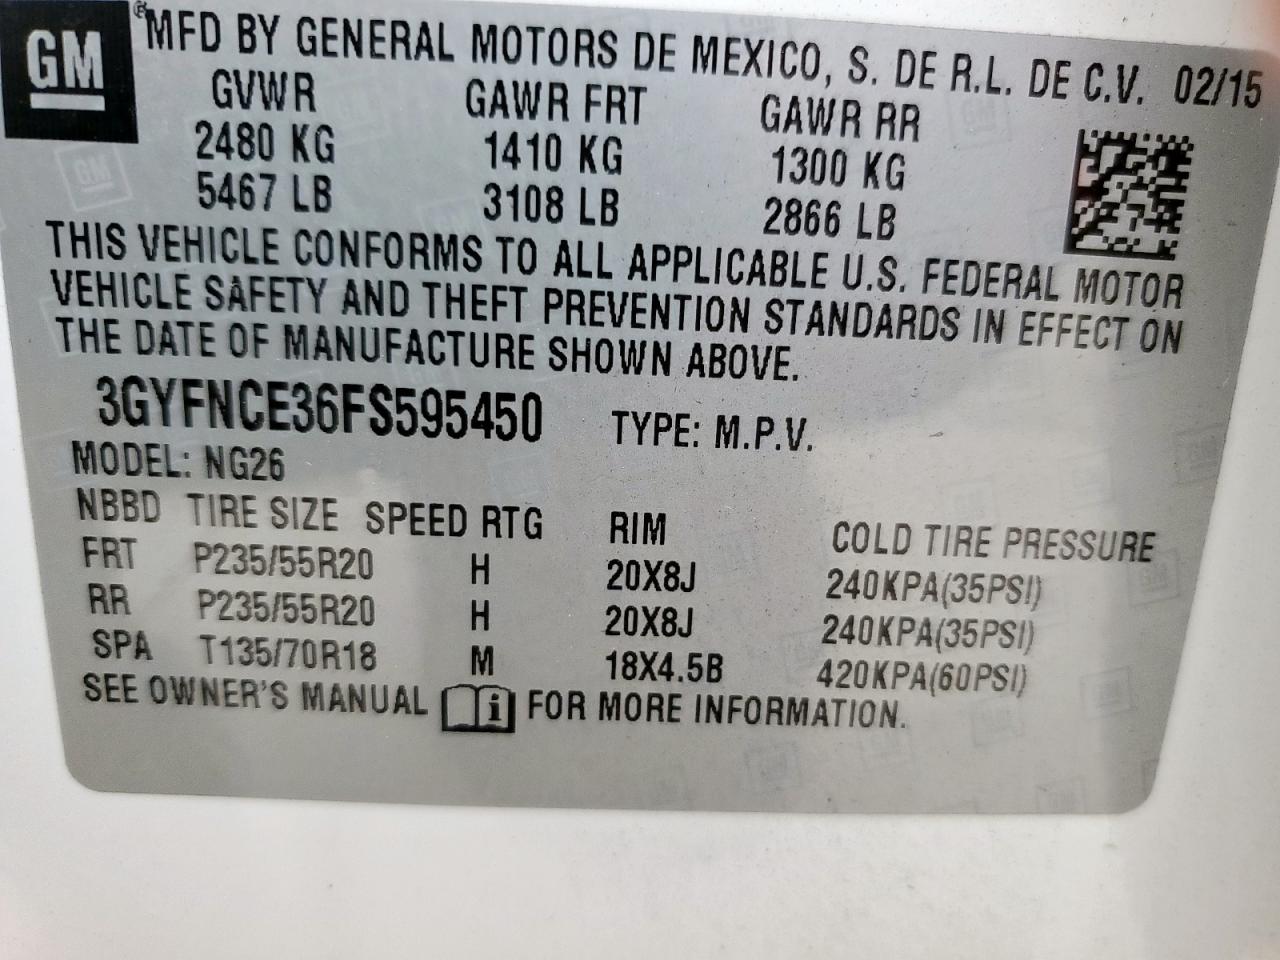 GM
®MFD BY GENERAL MOTORS DE MEXICO, S. DE R.L. DE C.V. 02/15
GVWR GAWR FRT GAWR RR
2480 KG 1410 KG 1300 KG
5467 LB 3108 LB 2866 LB
THIS VEHICLE CONFORMS TO ALL APPLICABLE U.S. FEDERAL MOTOR
VEHICLE SAFETY AND THEFT PREVENTION STANDARDS IN EFFECT ON
THE DATE OF MANUFACTURE SHOWN ABOVE.
3GYFNCE36FS595450 TYPE: M.P.V.
MODEL: NG26
NBBD TIRE SIZE SPEED RTG RIM COLD TIRE PRESSURE
FRT P235/55R20 H 20X8J 240KPA(35PSI)
RR P235/55R20 H 20X8J 240KPA(35PSI)
SPA T135/70R18 M 18X4.5B 420KPA(60PSI)
SEE OWNER'S MANUAL i FOR MORE INFORMATION.